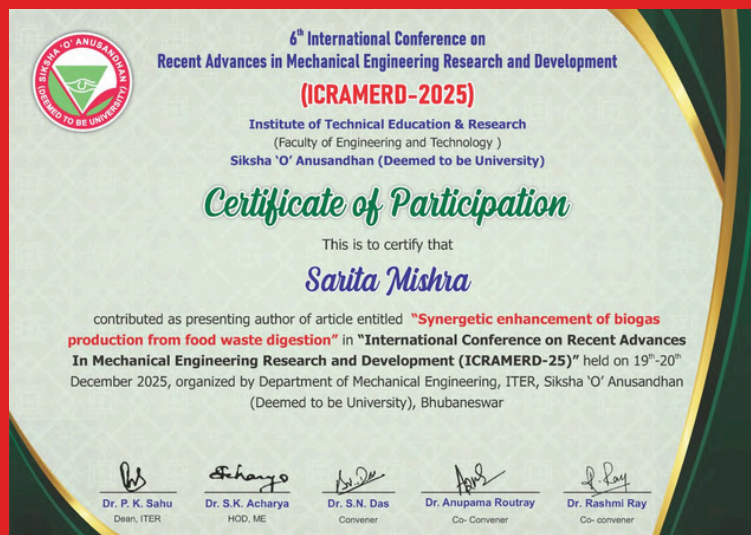 SIKSHA 'O' ANUSANDHAN
(DEEMED TO BE UNIVERSITY)
6th International Conference on
Recent Advances in Mechanical Engineering Research and Development
(ICRAMERD-2025)
Institute of Technical Education & Research
(Faculty of Engineering and Technology )
Siksha 'O' Anusandhan (Deemed to be University)
Certificate of Participation
This is to certify that
Sarita Mishra
contributed as presenting author of article entitled "Synergetic enhancement of biogas
production from food waste digestion" in "International Conference on Recent Advances
In Mechanical Engineering Research and Development (ICRAMERD-25)" held on 19th-20th
December 2025, organized by Department of Mechanical Engineering, ITER, Siksha 'O' Anusandhan
(Deemed to be University), Bhubaneswar
Dr. P. K. Sahu
Dean, ITER
Dr. S.K. Acharya
HOD, ME
Dr. S.N. Das
Convener
Dr. Anupama Routray
Co- Convener
R. Ray
Dr. Rashmi Ray
Co- convener